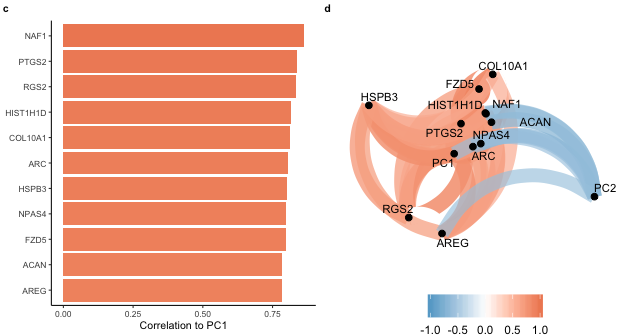 c
NAF1
PTGS2
RGS2
HIST1H1D
COL10A1
ARC
HSPB3
NPAS4
FZD5
ACAN
AREG
0.00 0.25 0.50 0.75
Correlation to PC1
d
COL10A1
FZD5
HSPB3
HIST1H1D NAF1
ACAN
PTGS2
NPAS4
PC1 ARC
PC2
RGS2
AREG
-1.0 -0.5 0.0 0.5 1.0